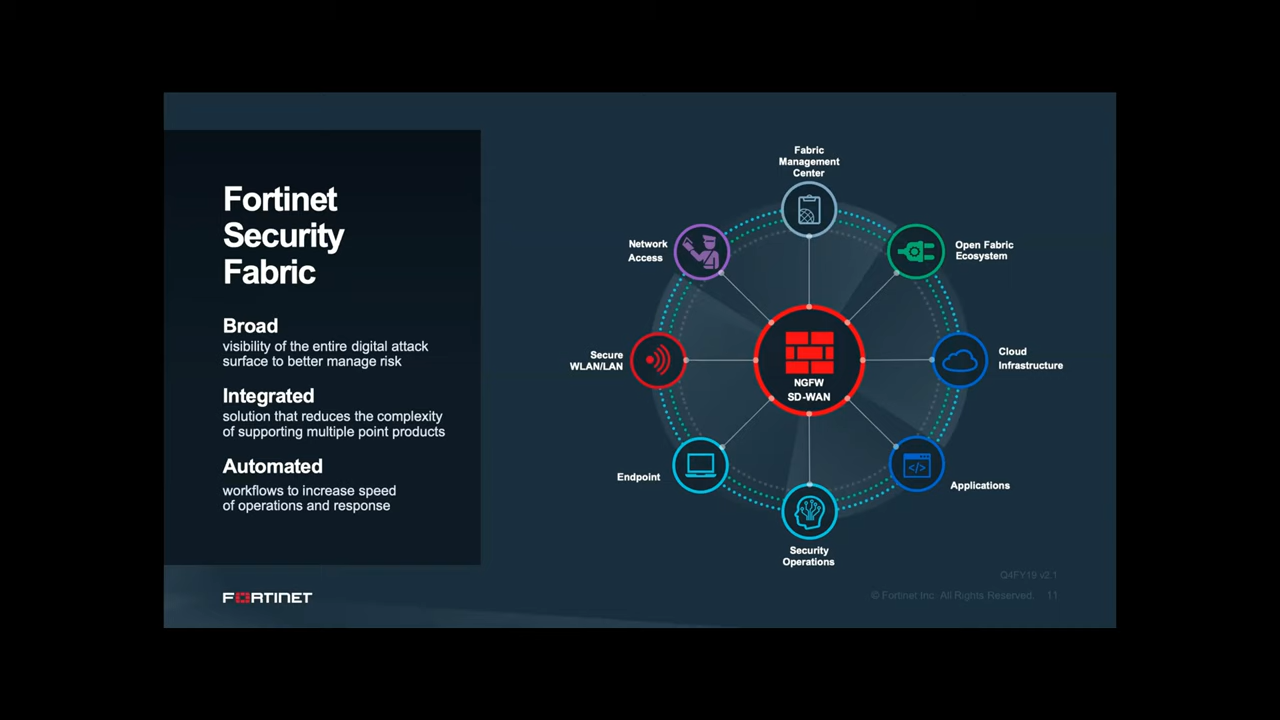 Fortinet
Security
Fabric
Broad
visibility of the entire digital attack
surface to better manage risk
Integrated
solution that reduces the complexity
of supporting multiple point products
Automated
workflows to increase speed
of operations and response
FORTINET
Fabric
Management
Center
Network
Access
Open Fabric
Ecosystem
Secure
WLAN/LAN
NGFW
SD-WAN
Cloud
Infrastructure
Endpoint
</>
Applications
Security
Operations
Q4FY19 v2.1
© Fortinet Inc. All Rights Reserved. 11